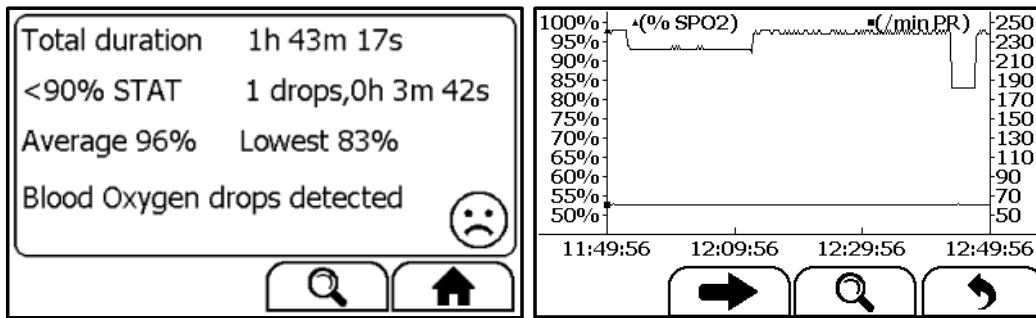 Total duration 1h 43m 17s
<90% STAT 1 drops,0h 3m 42s
Average 96% Lowest 83%
Blood Oxygen drops detected
100% (% SPO2) (/min PR) 250
95% 230
90% 210
85% 190
80% 170
75% 150
70% 130
65% 110
60% 90
55% 70
50% 50
11:49:56 12:09:56 12:29:56 12:49:56